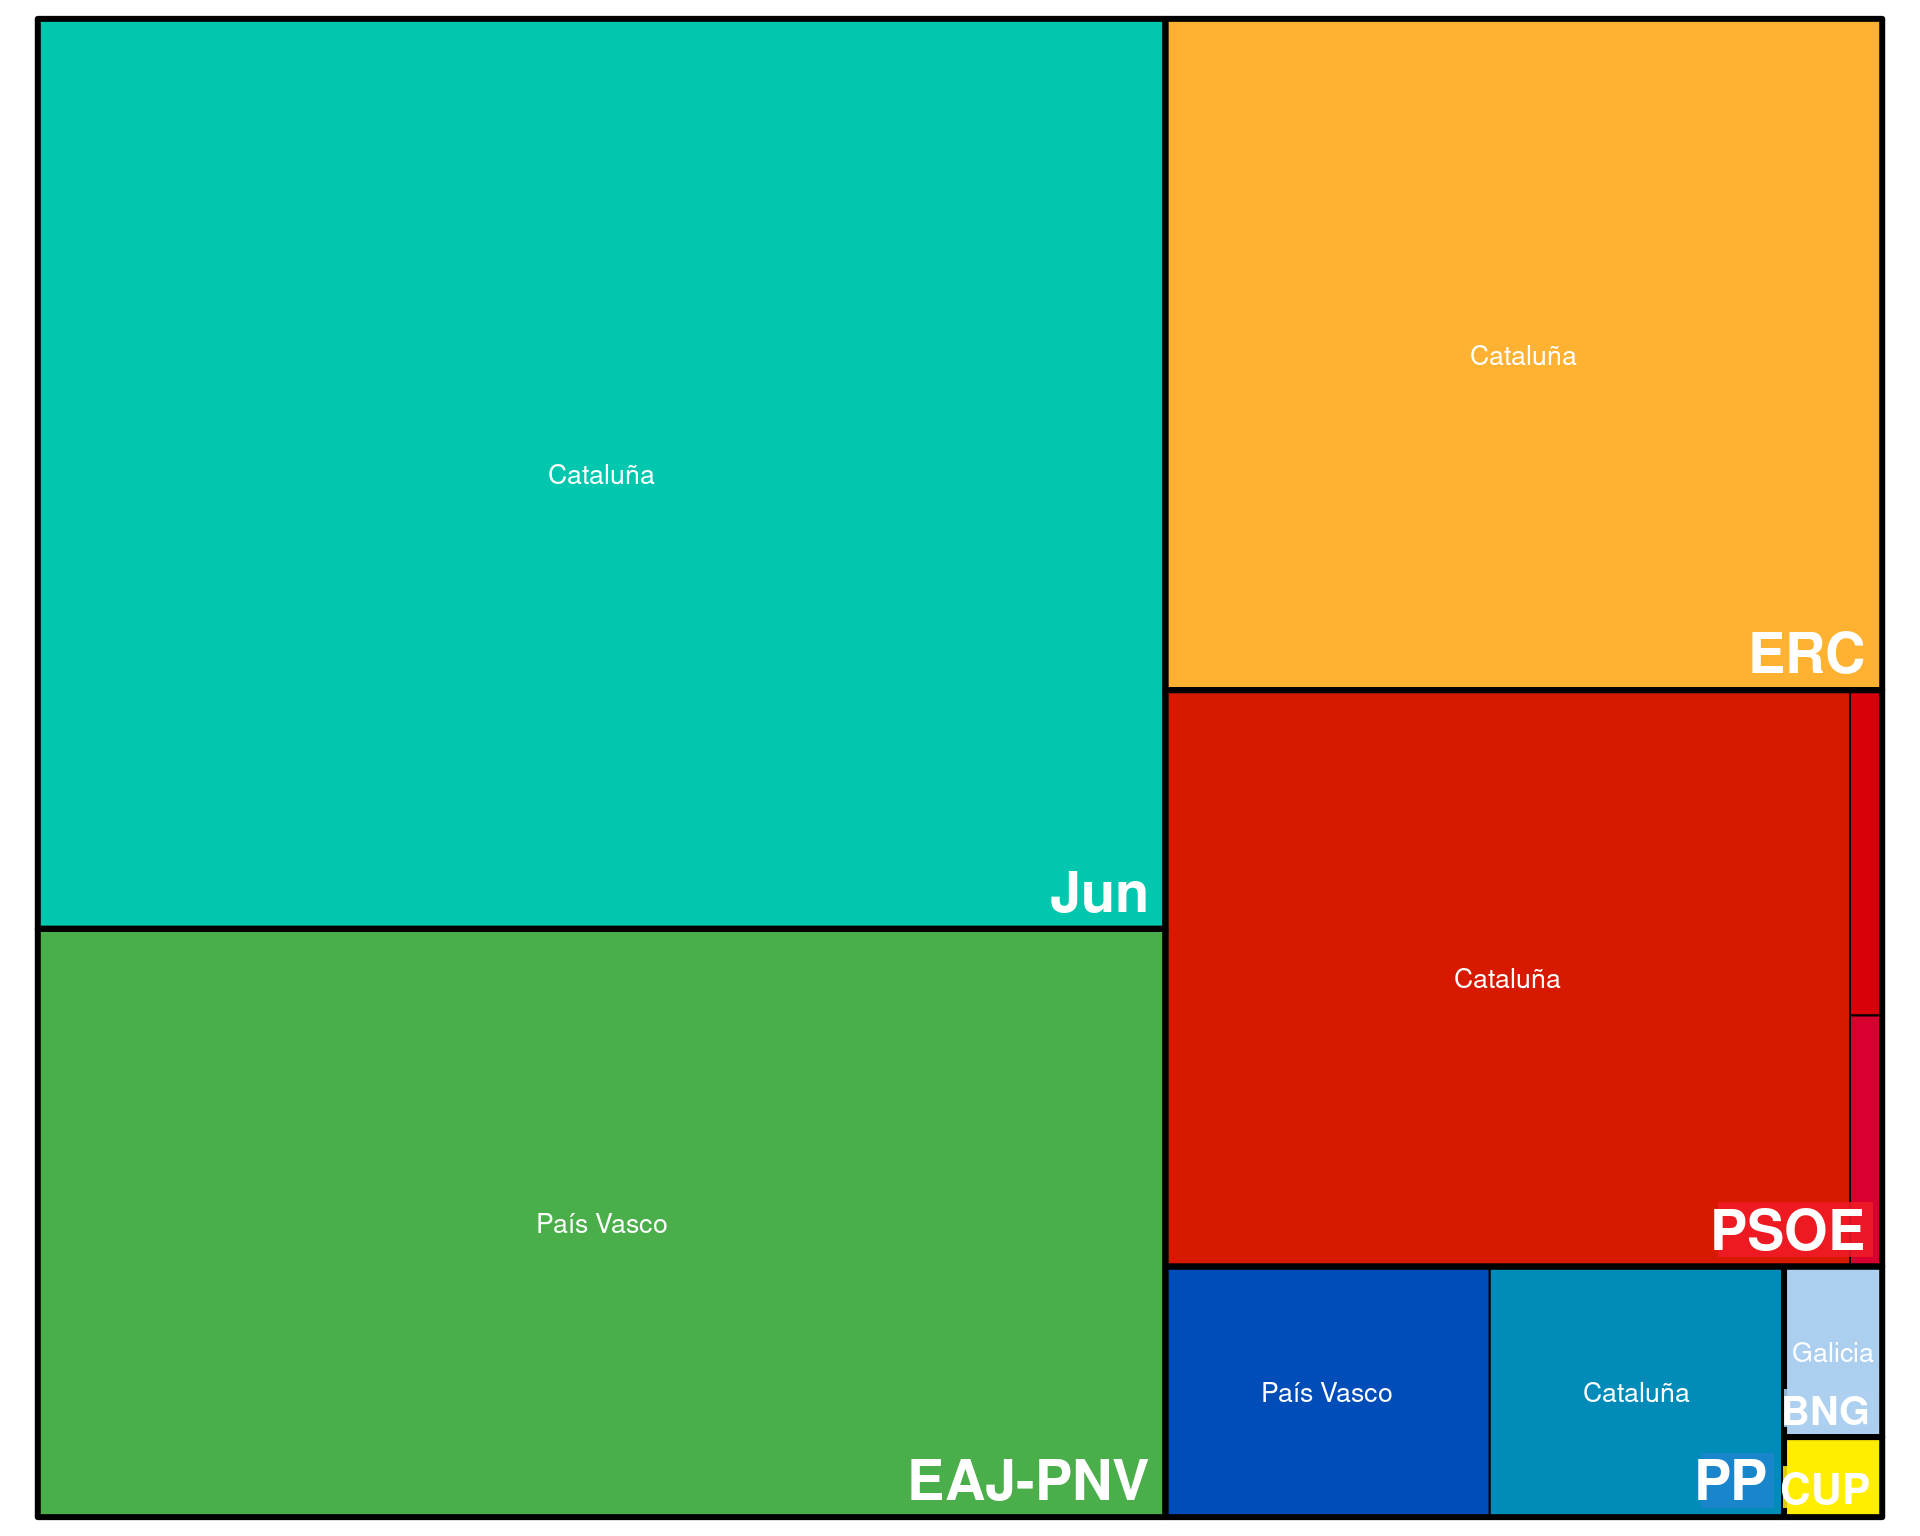 Cataluña
Jun
País Vasco
EAJ-PNV
Cataluña
ERC
Cataluña
PSOE
País Vasco
Cataluña
PP
Galicia
BNG
CUP